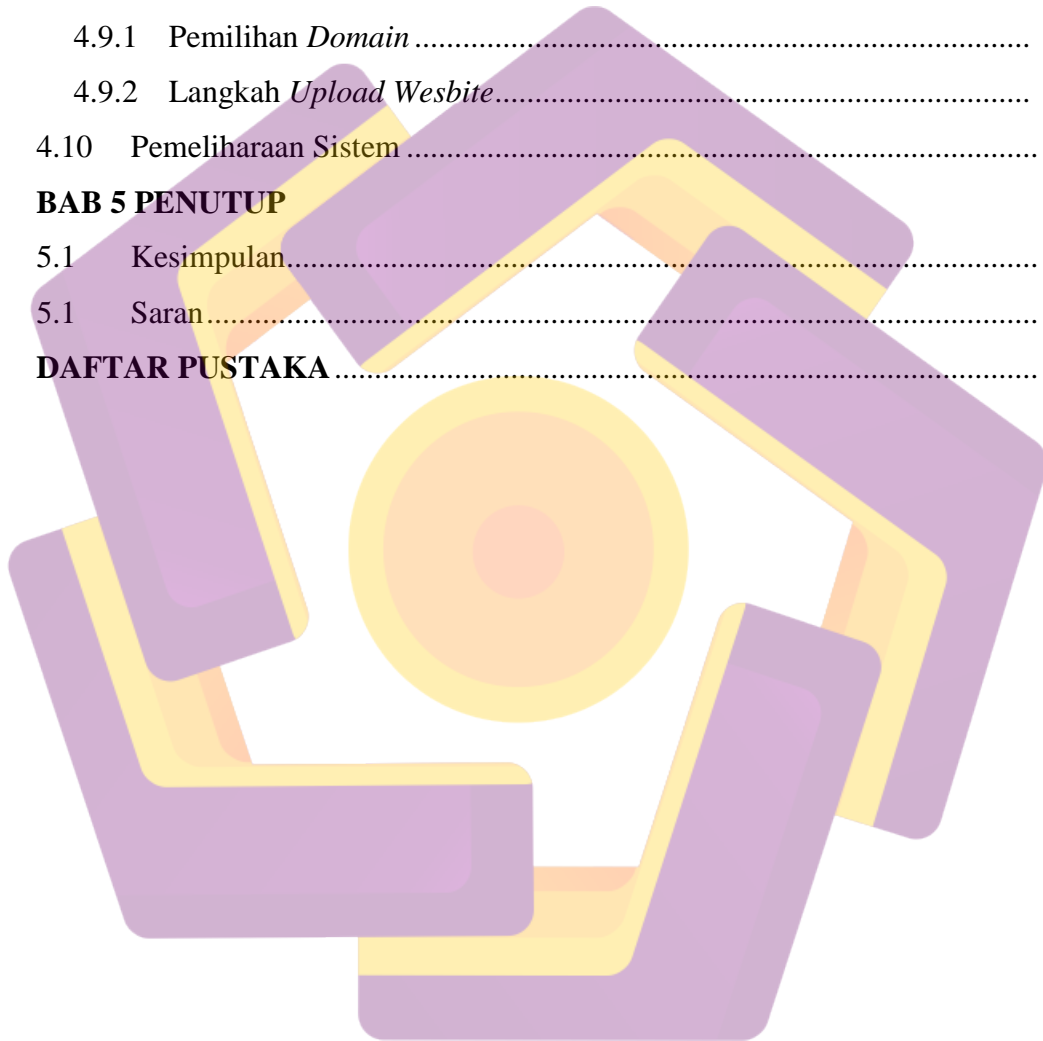 4.9.1 Pemilihan Domain ........................................................................
4.9.2 Langkah Upload Wesbite ........................................................................
4.10 Pemeliharaan Sistem ........................................................................
BAB 5 PENUTUP
5.1 Kesimpulan ........................................................................
5.1 Saran ........................................................................
DAFTAR PUSTAKA ........................................................................